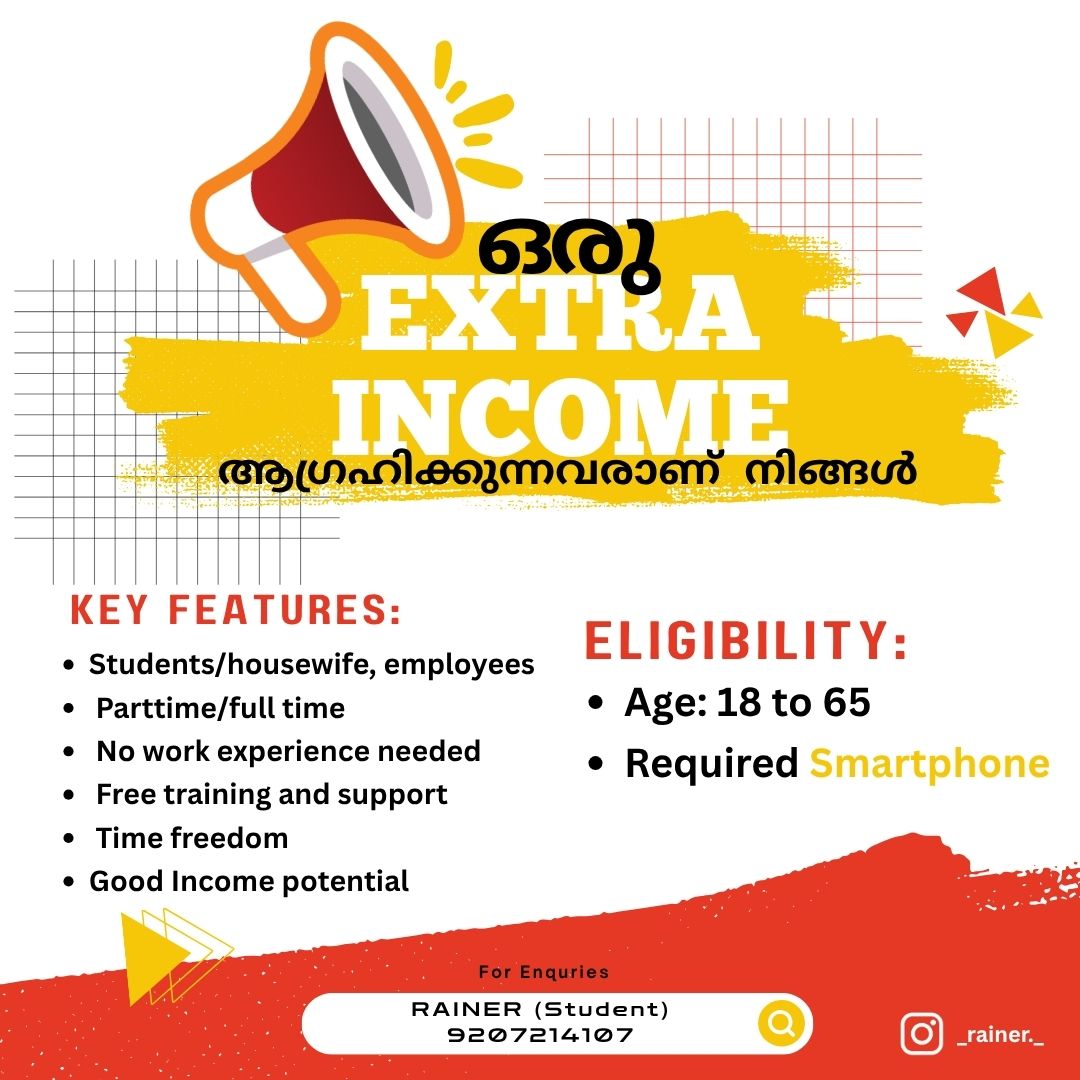 ഒരു
EXTRA
INCOME
ആഗ്രഹിക്കുന്നവരാണ് നിങ്ങൾ
KEY FEATURES:
• Students/housewife, employees
• Parttime/full time
• No work experience needed
• Free training and support
• Time freedom
• Good Income potential
ELIGIBILITY:
• Age: 18 to 65
• Required Smartphone
For Enquries
RAINER (Student)
9207214107
_rainer._